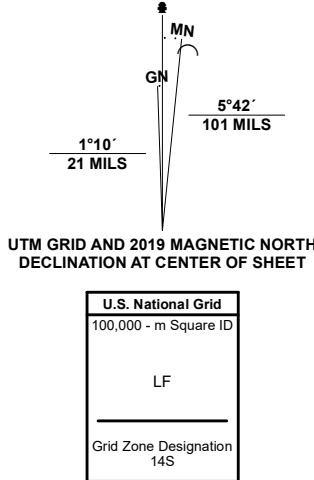 MN
GN
5°42´
101 MILS
1°10´
21 MILS
UTM GRID AND 2019 MAGNETIC NORTH
DECLINATION AT CENTER OF SHEET
U.S. National Grid
100,000 - m Square ID
LF
Grid Zone Designation
14S